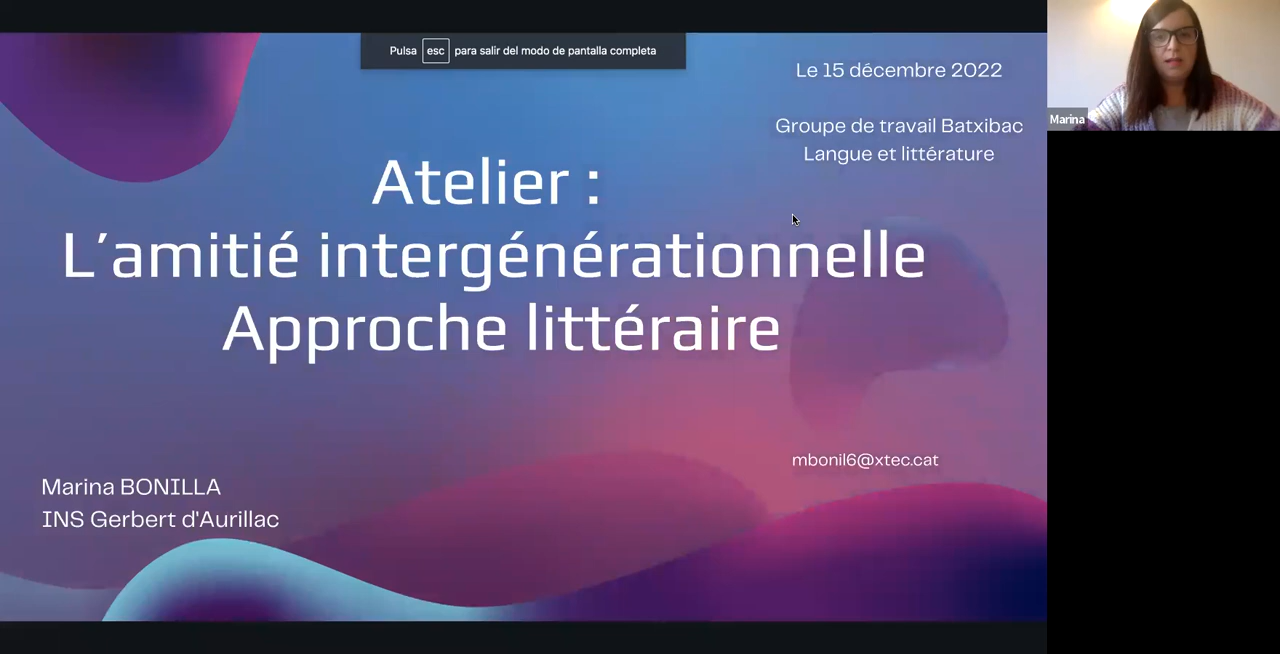 Pulsa esc para salir del modo de pantalla completa
Le 15 décembre 2022
Groupe de travail Batxibac
Langue et littérature
Atelier :
L´amitié intergénérationnelle
Approche littéraire
mbonil6@xtec.cat
Marina BONILLA
INS Gerbert d'Aurillac
Marina